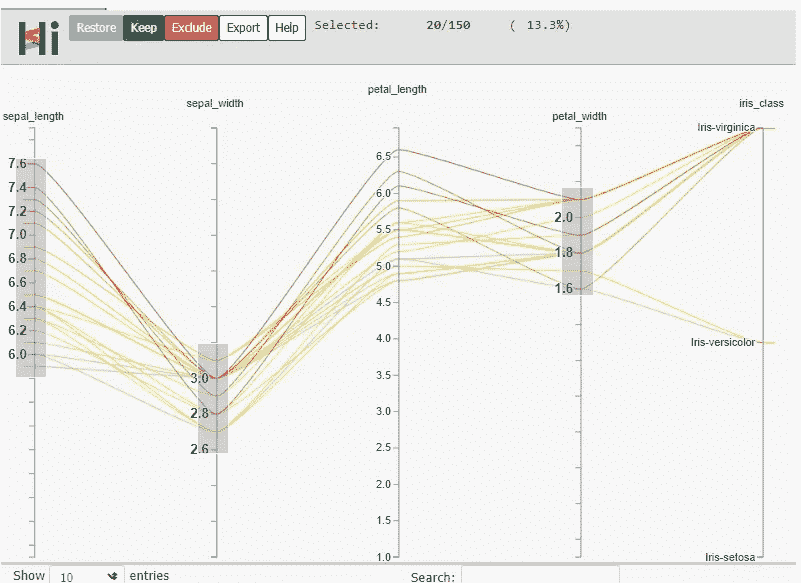 Hi Restore Keep Exclude Export Help Selected: 20/150 ( 13.3%)
petal_length
sepal_width iris_class
sepal_length petal_width
Iris-virginica
7.6 6.5
7.4 6.0
7.2 2.0
7.0 5.5
6.8 1.8
6.6 5.0
6.4 1.6
6.2 4.5
6.0 4.0 Iris-versicolor
3.0 3.5
2.8 3.0
2.6 2.5
2.0
1.5
1.0 Iris-setosa
Show 10 entries Search: